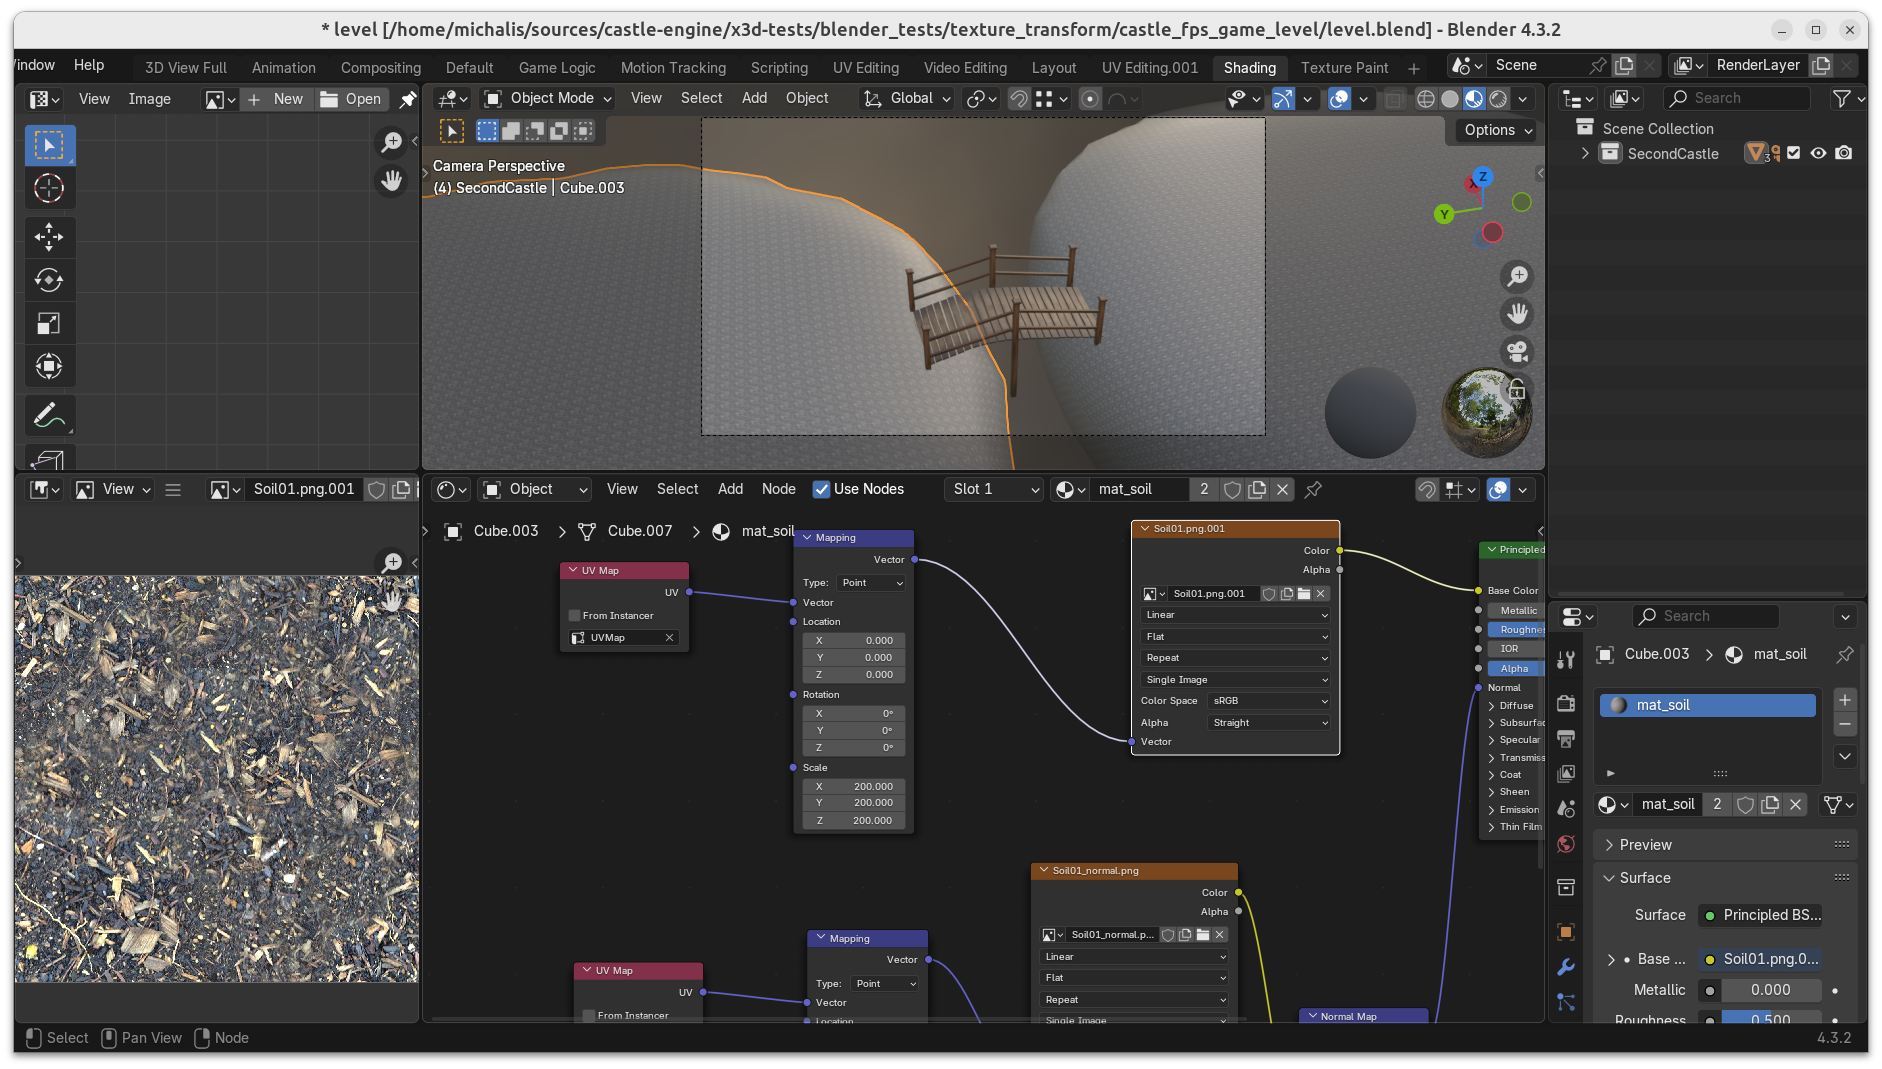 * level [/home/michalis/sources/castle-engine/x3d-tests/blender_tests/texture_transform/castle_fps_game_level/level.blend] - Blender 4.3.2
indow Help 3D View Full Animation Compositing Default Game Logic Motion Tracking Scripting UV Editing Video Editing Layout UV Editing.001 Shading Texture Paint + Scene RenderLayer
View Image New Open
Object Mode View Select Add Object Global
Search
Options
Scene Collection
SecondCastle 3
Camera Perspective
(4) SecondCastle | Cube.003
Z
X
Y
View Soil01.png.001
Object View Select Add Node Use Nodes Slot 1 mat_soil 2
Cube.003 > Cube.007 > mat_soil
UV Map
UV
From Instancer
UVMap
Mapping
Vector
Type: Point
Vector
Location
X 0.000
Y 0.000
Z 0.000
Rotation
X 0°
Y 0°
Z 0°
Scale
X 200.000
Y 200.000
Z 200.000
Soil01.png.001
Color
Alpha
Soil01.png.001
Linear
Flat
Repeat
Single Image
Color Space sRGB
Alpha Straight
Vector
Principled
Base Color
Metallic
Roughne
IOR
Alpha
Normal
Diffuse
Subsurfac
Specular
Transmiss
Coat
Sheen
Emission
Thin Film
UV Map
UV
From Instancer
Mapping
Vector
Type: Point
Vector
Location
Soil01_normal.png
Color
Alpha
Soil01_normal.p...
Linear
Flat
Repeat
Single Image
Normal Map
Search
Cube.003 > mat_soil
mat_soil
mat_soil 2
Preview
Surface
Surface Principled BS...
Base ... Soil01.png.0...
Metallic 0.000
Roughness 0.500
Select Pan View Node 4.3.2